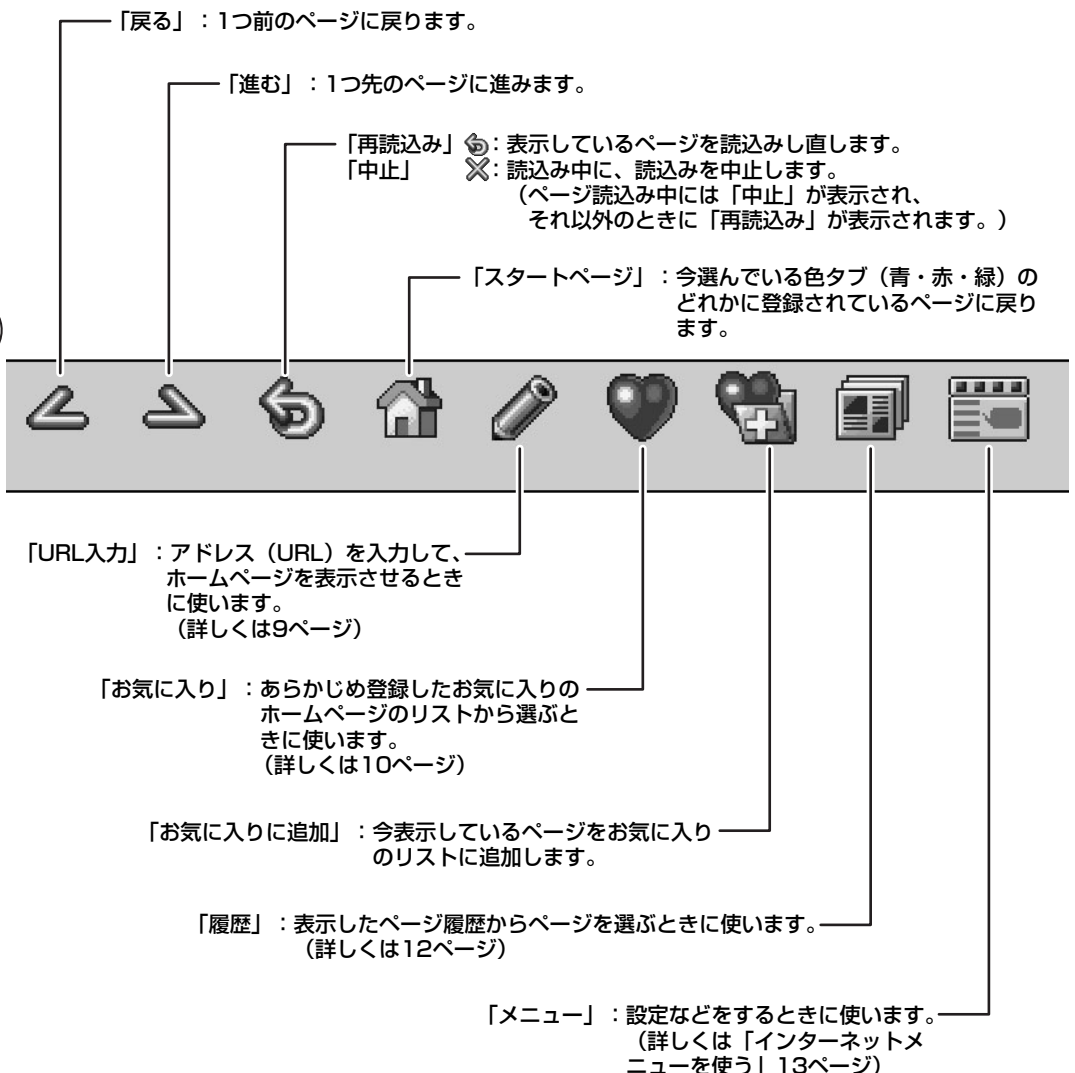 「戻る」：1つ前のページに戻ります。
「進む」：1つ先のページに進みます。
「再読込み」：表示しているページを読込みし直します。
「中止」：読込み中に、読込みを中止します。
（ページ読込み中には「中止」が表示され、
それ以外のときに「再読込み」が表示されます。）
「スタートページ」：今選んでいる色タブ（青・赤・緑）の
どれかに登録されているページに戻り
ます。
「URL入力」：アドレス（URL）を入力して、
ホームページを表示させるとき
に使います。
（詳しくは9ページ）
「お気に入り」：あらかじめ登録したお気に入りの
ホームページのリストから選ぶと
きに使います。
（詳しくは10ページ）
「お気に入りに追加」：今表示しているページをお気に入り
のリストに追加します。
「履歴」：表示したページ履歴からページを選ぶときに使います。
（詳しくは12ページ）
「メニュー」：設定などをするときに使います。
（詳しくは「インターネットメ
ニューを使う」13ページ）